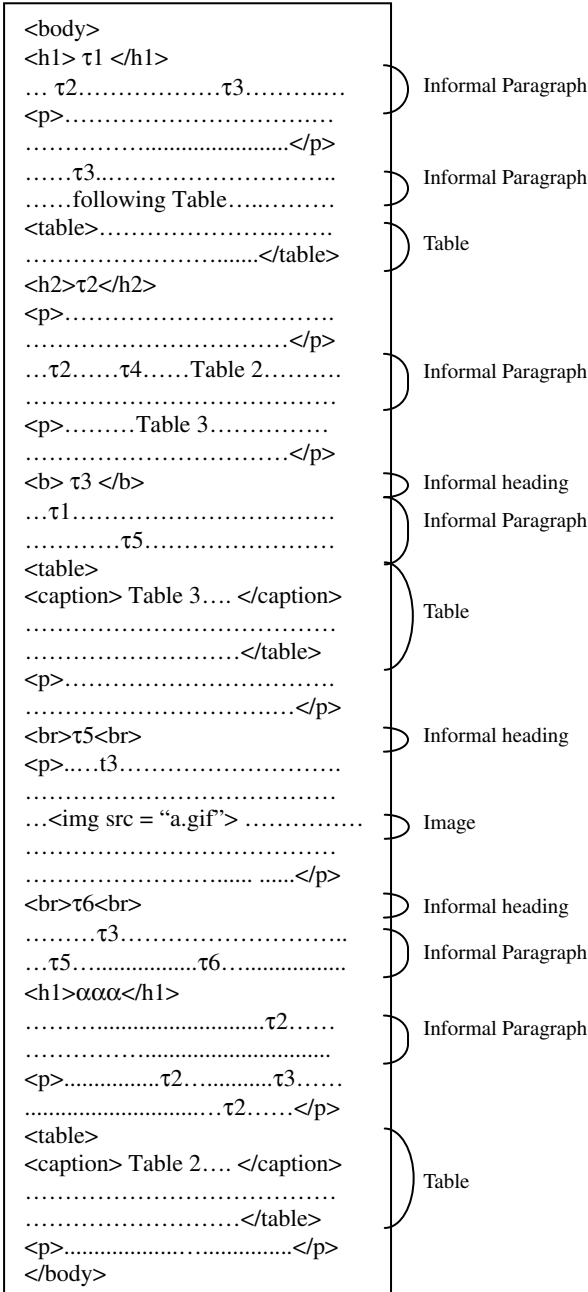 <body>
<h1> τ1 </h1>
… τ2………………τ3……….… Informal Paragraph
<p>……………………………
……………......................</p>
……τ3..……………………….. Informal Paragraph
……following Table…..………
<table>…………………..……. Table
…………………….......</table>
<h2>τ2</h2>
<p>…………………………….
……………………………</p>
…τ2……τ4……Table 2………. Informal Paragraph
…………………………………
<p>………Table 3……………
……………………………</p>
<b> τ3 </b> Informal heading
…τ1…………………………… Informal Paragraph
…………τ5……………………
<table>
<caption> Table 3…. </caption> Table
…………………………………
………………………</table>
<p>……………………………
………………………….…</p>
<br>τ5<br> Informal heading
<p>..…t3……………………….
…………………………………
…<img src = “a.gif”> …………… Image
…………………………………
……………………...... ......</p>
<br>τ6<br> Informal heading
………τ3………………………..
…τ5…..................τ6…................... Informal Paragraph
<h1>ααα</h1>
………..............................τ2…… Informal Paragraph
……………..................................
<p>.................τ2…...........τ3……
................................…τ2……</p>
<table>
<caption> Table 2…. </caption> Table
…………………………………
………………………</table>
<p>.....................…................</p>
</body>